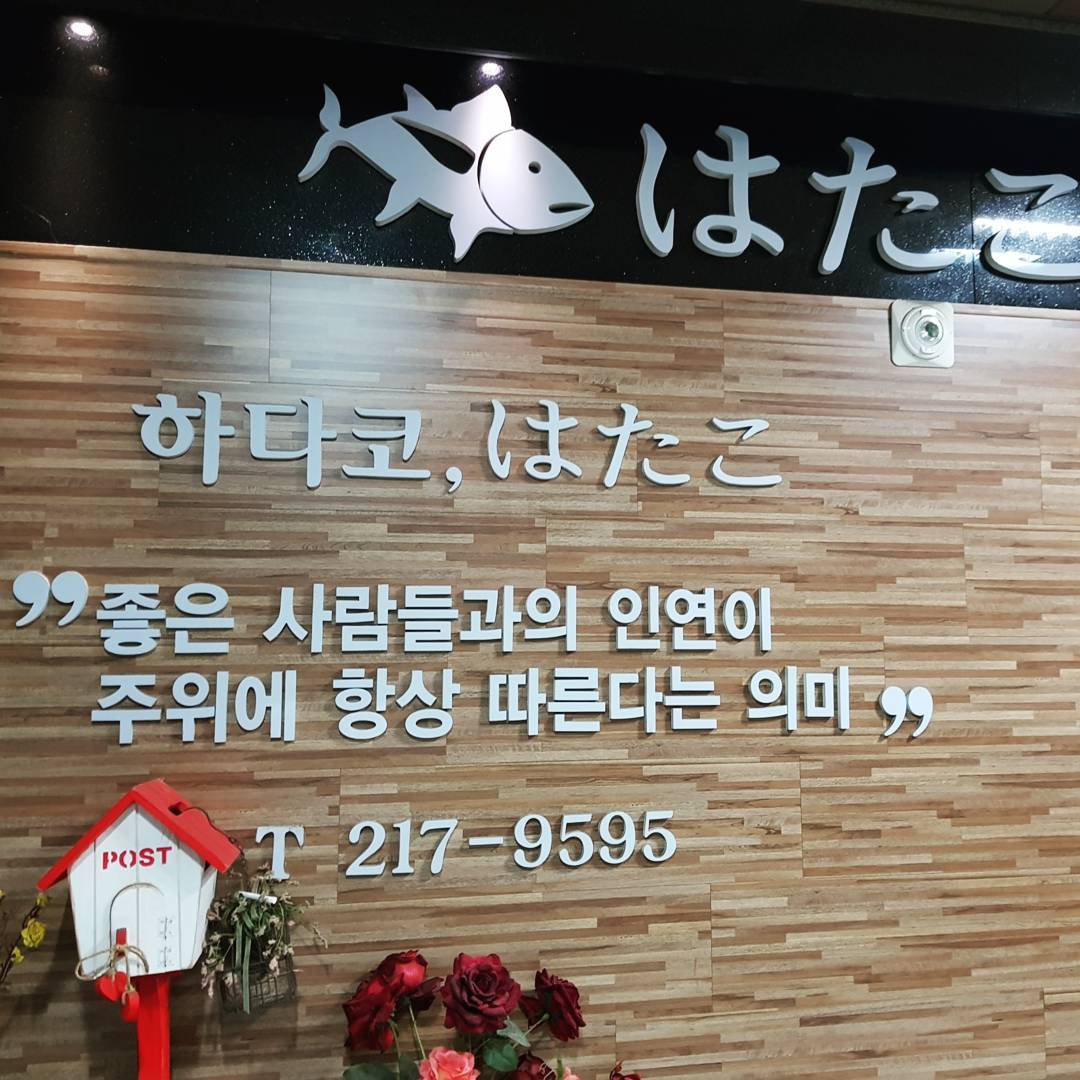 はたこ
하다코, はたこ
”좋은 사람들과의 인연이
주위에 항상 따른다는 의미”
T 217-9595
POST